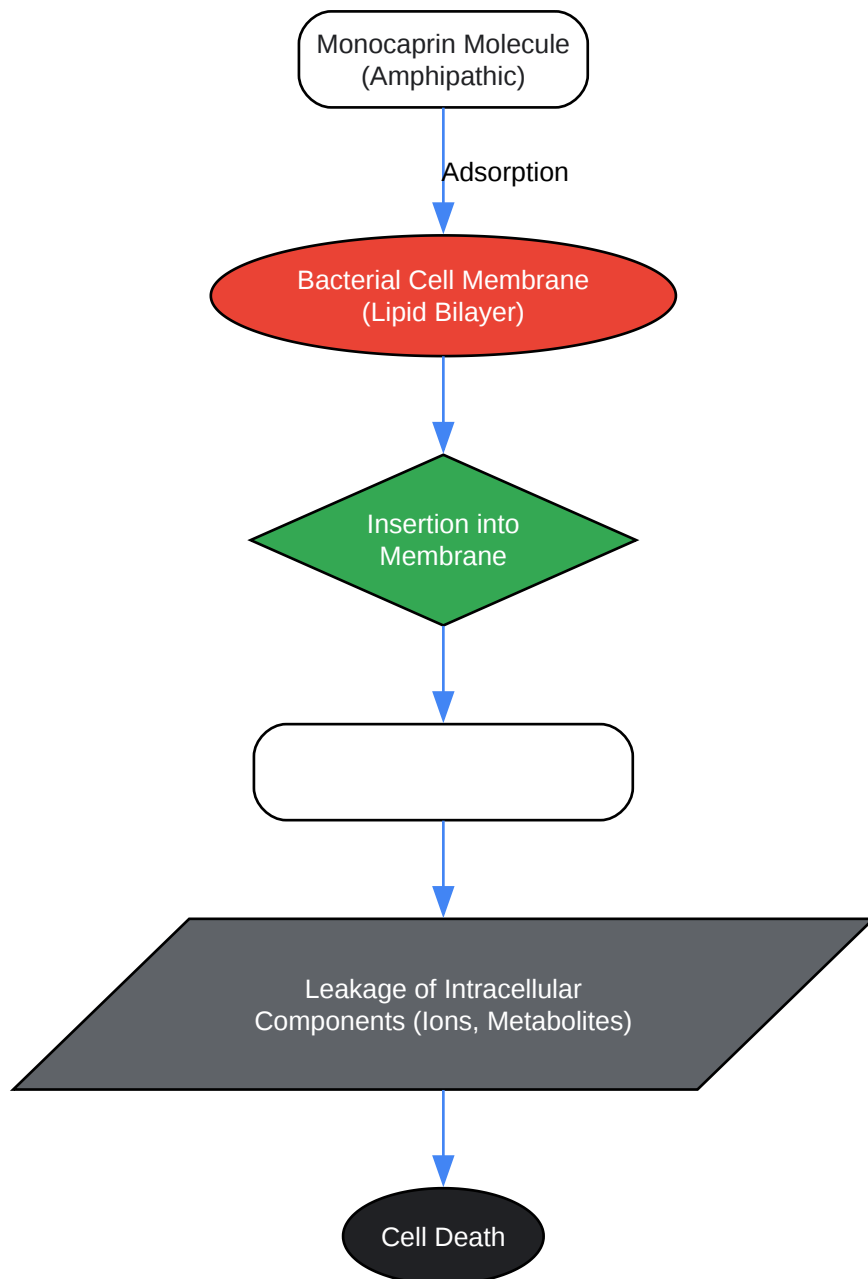 Monocaprin Molecule
(Amphipathic)
Adsorption
Bacterial Cell Membrane
(Lipid Bilayer)
Insertion into
Membrane
Leakage of Intracellular
Components (Ions, Metabolites)
Cell Death